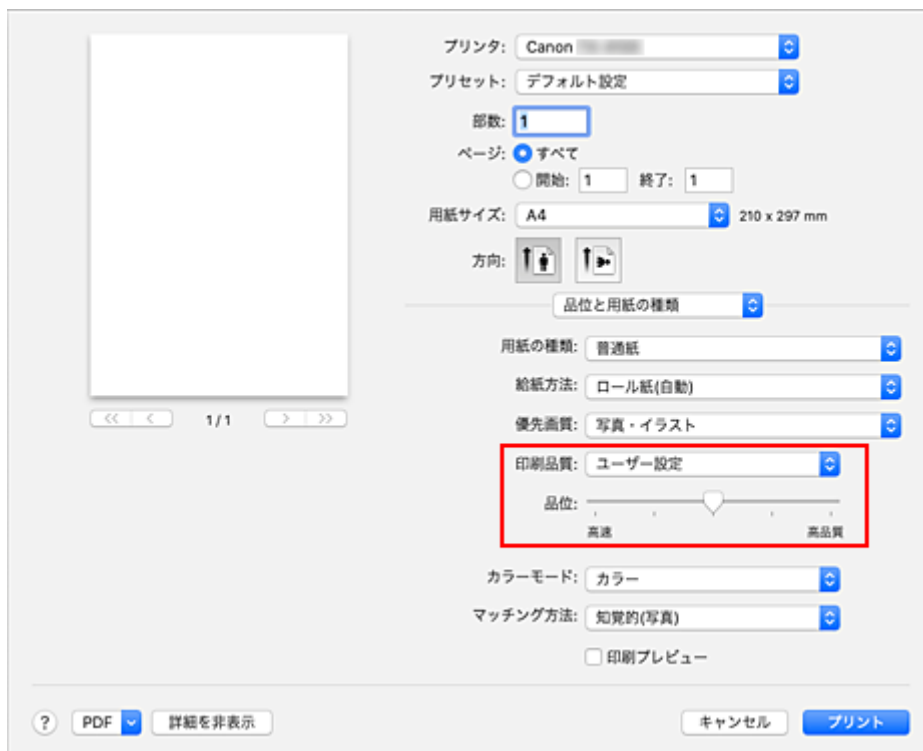 プリンタ: Canon
プリセット: デフォルト設定
部数: 1
ページ: すべて
開始: 1 終了: 1
用紙サイズ: A4 210 x 297 mm
方向:
品位と用紙の種類
用紙の種類: 普通紙
給紙方法: ロール紙(自動)
<< < 1/1 > >>
優先画質: 写真・イラスト
印刷品質: ユーザー設定
品位:
高速 高品質
カラーモード: カラー
マッチング方法: 知覚的(写真)
印刷プレビュー
? PDF 詳細を非表示 キャンセル プリント